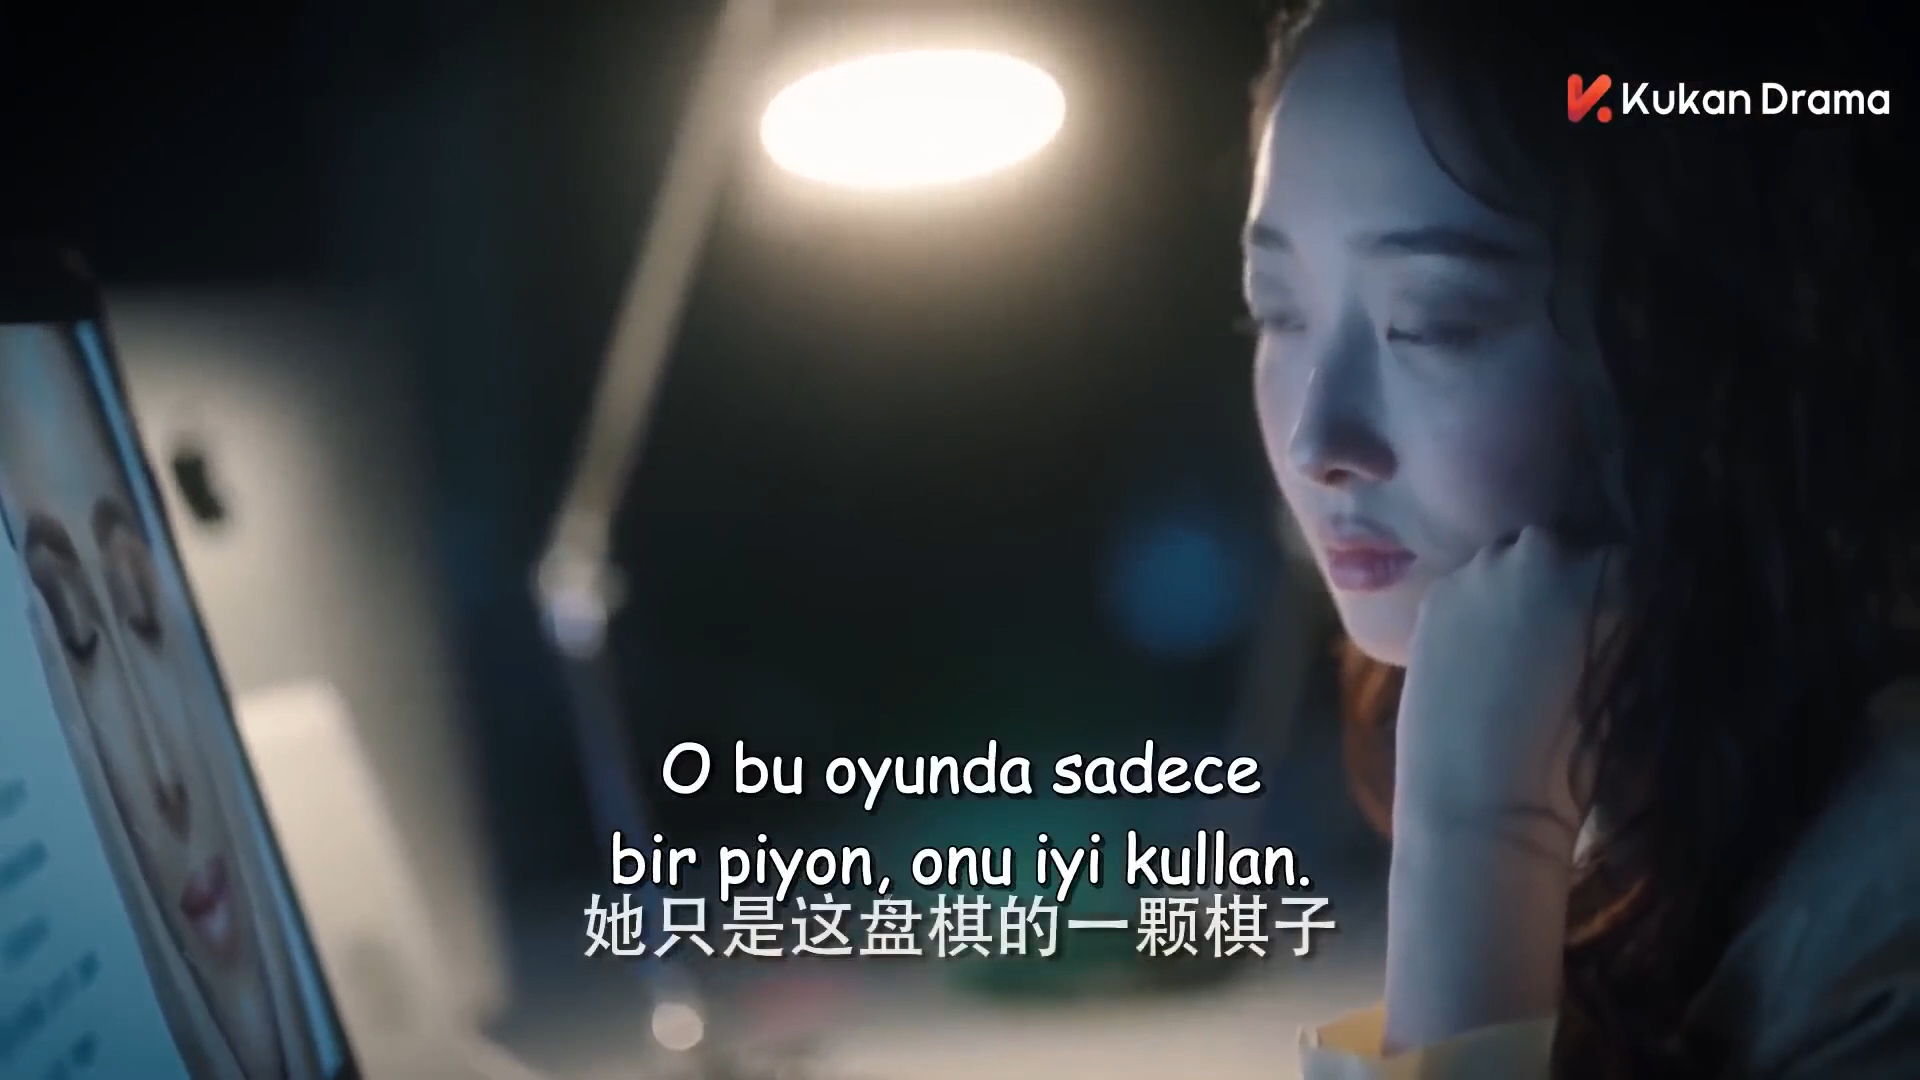 Kukan Drama
O bu oyunda sadece
bir piyon, onu iyi kullan.
她只是这盘棋的一颗棋子